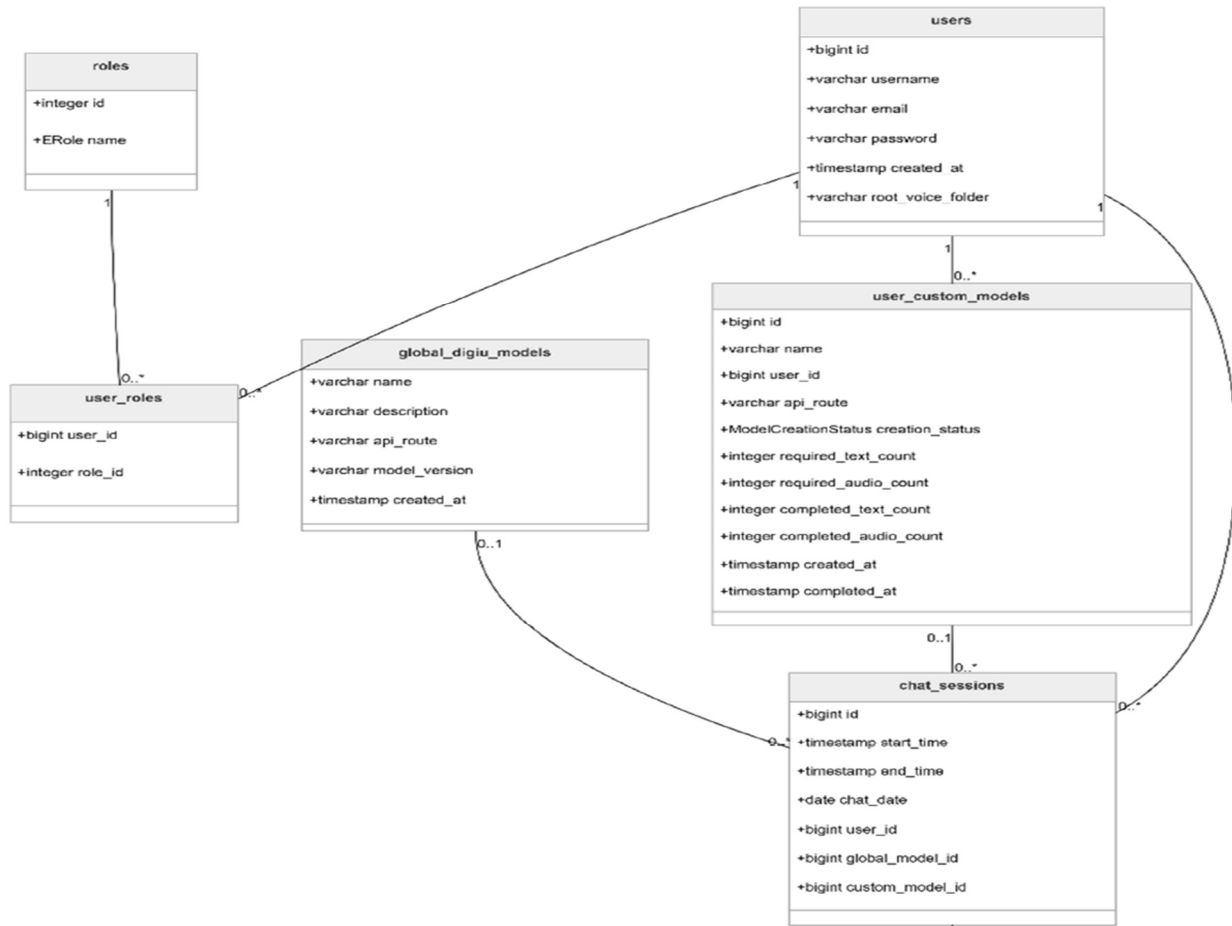 users
+bigint id
+varchar username
+varchar email
+varchar password
+timestamp created_at
+varchar root_voice_folder
roles
+integer id
+ERole name
1
1
1
1
0..*
user_custom_models
+bigint id
+varchar name
+bigint user_id
+varchar api_route
+ModelCreationStatus creation_status
+integer required_text_count
+integer required_audio_count
+integer completed_text_count
+integer completed_audio_count
+timestamp created_at
+timestamp completed_at
global_digiu_models
+varchar name
+varchar description
+varchar api_route
+varchar model_version
+timestamp created_at
0..*
0..*
user_roles
+bigint user_id
+integer role_id
0..1
0..1
0..*
chat_sessions
+bigint id
+timestamp start_time
+timestamp end_time
+date chat_date
+bigint user_id
+bigint global_model_id
+bigint custom_model_id
0..*
0..*